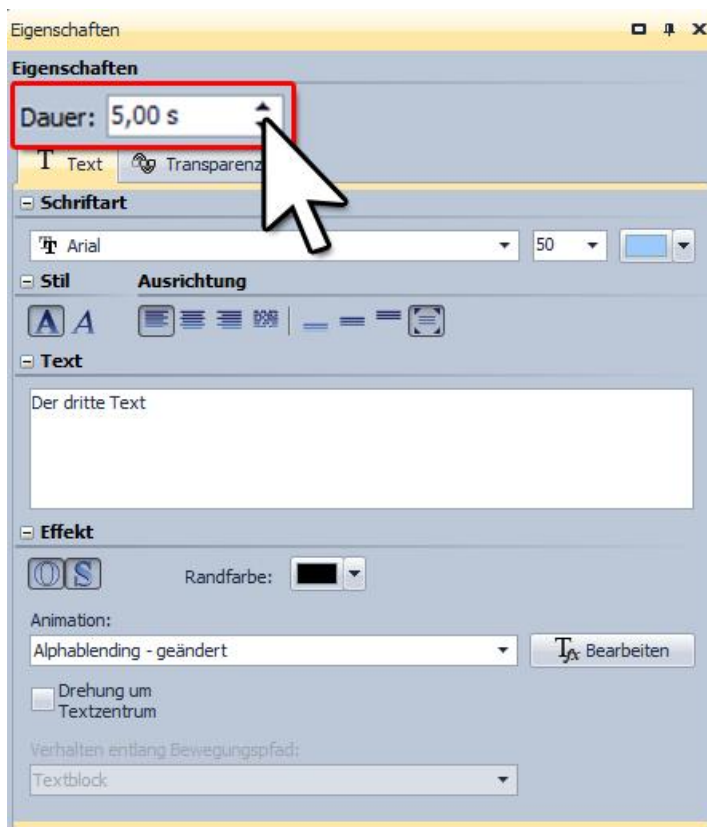 Eigenschaften
Eigenschaften
Dauer: 5,00 s
Text Transparenz
Schriftart
Arial 50
Stil Ausrichtung
A A
Text
Der dritte Text
Effekt
O S Randfarbe:
Animation:
Alphablending - geändert Bearbeiten
Drehung um
Textzentrum
Verhalten entlang Bewegungspfad:
Textblock